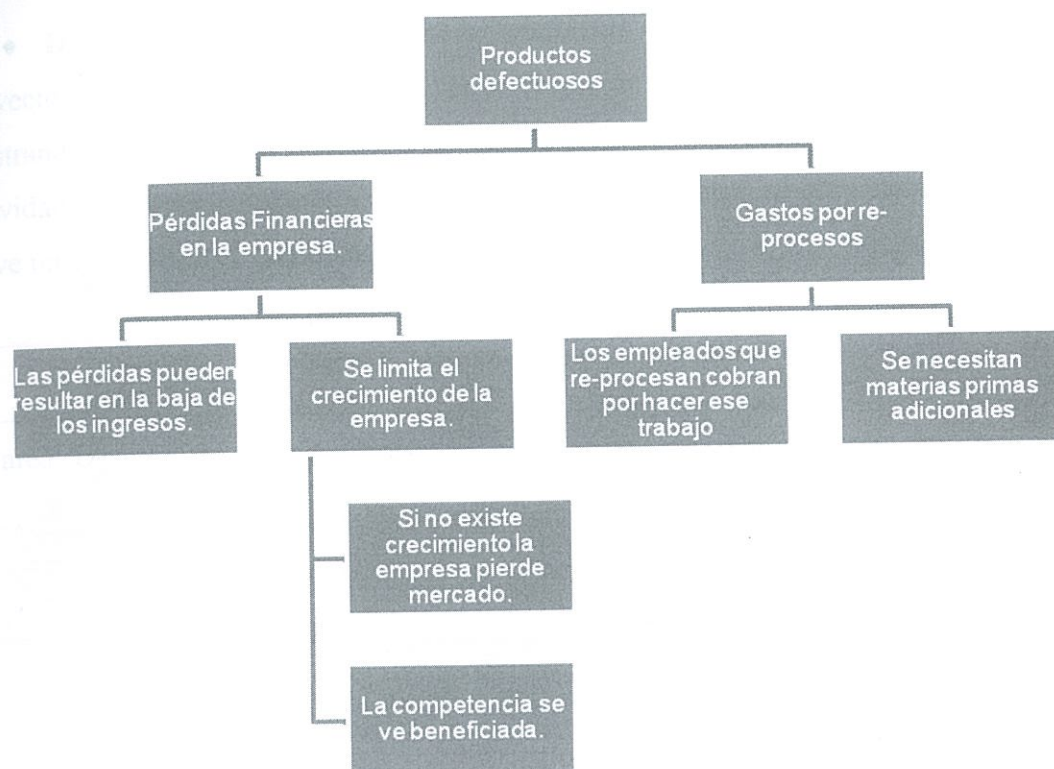 Productos
defectuosos
Pérdidas Financieras
en la empresa.
Gastos por re-
procesos
Las pérdidas pueden
resultar en la baja de
los ingresos.
Se limita el
crecimiento de la
empresa.
Los empleados que
re-procesan cobran
por hacer ese
trabajo
Se necesitan
materias primas
adicionales
Si no existe
crecimiento la
empresa pierde
mercado.
La competencia se
ve beneficiada.